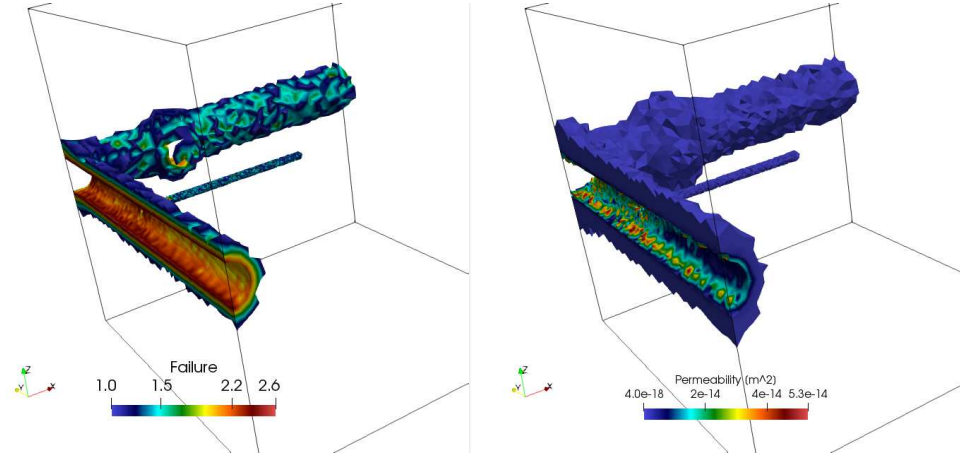 Z
Y
X
Failure
1.0 1.5 2.2 2.6
Z
Y
X
Permeability [m^2]
4.0e-18 2e-14 4e-14 5.3e-14